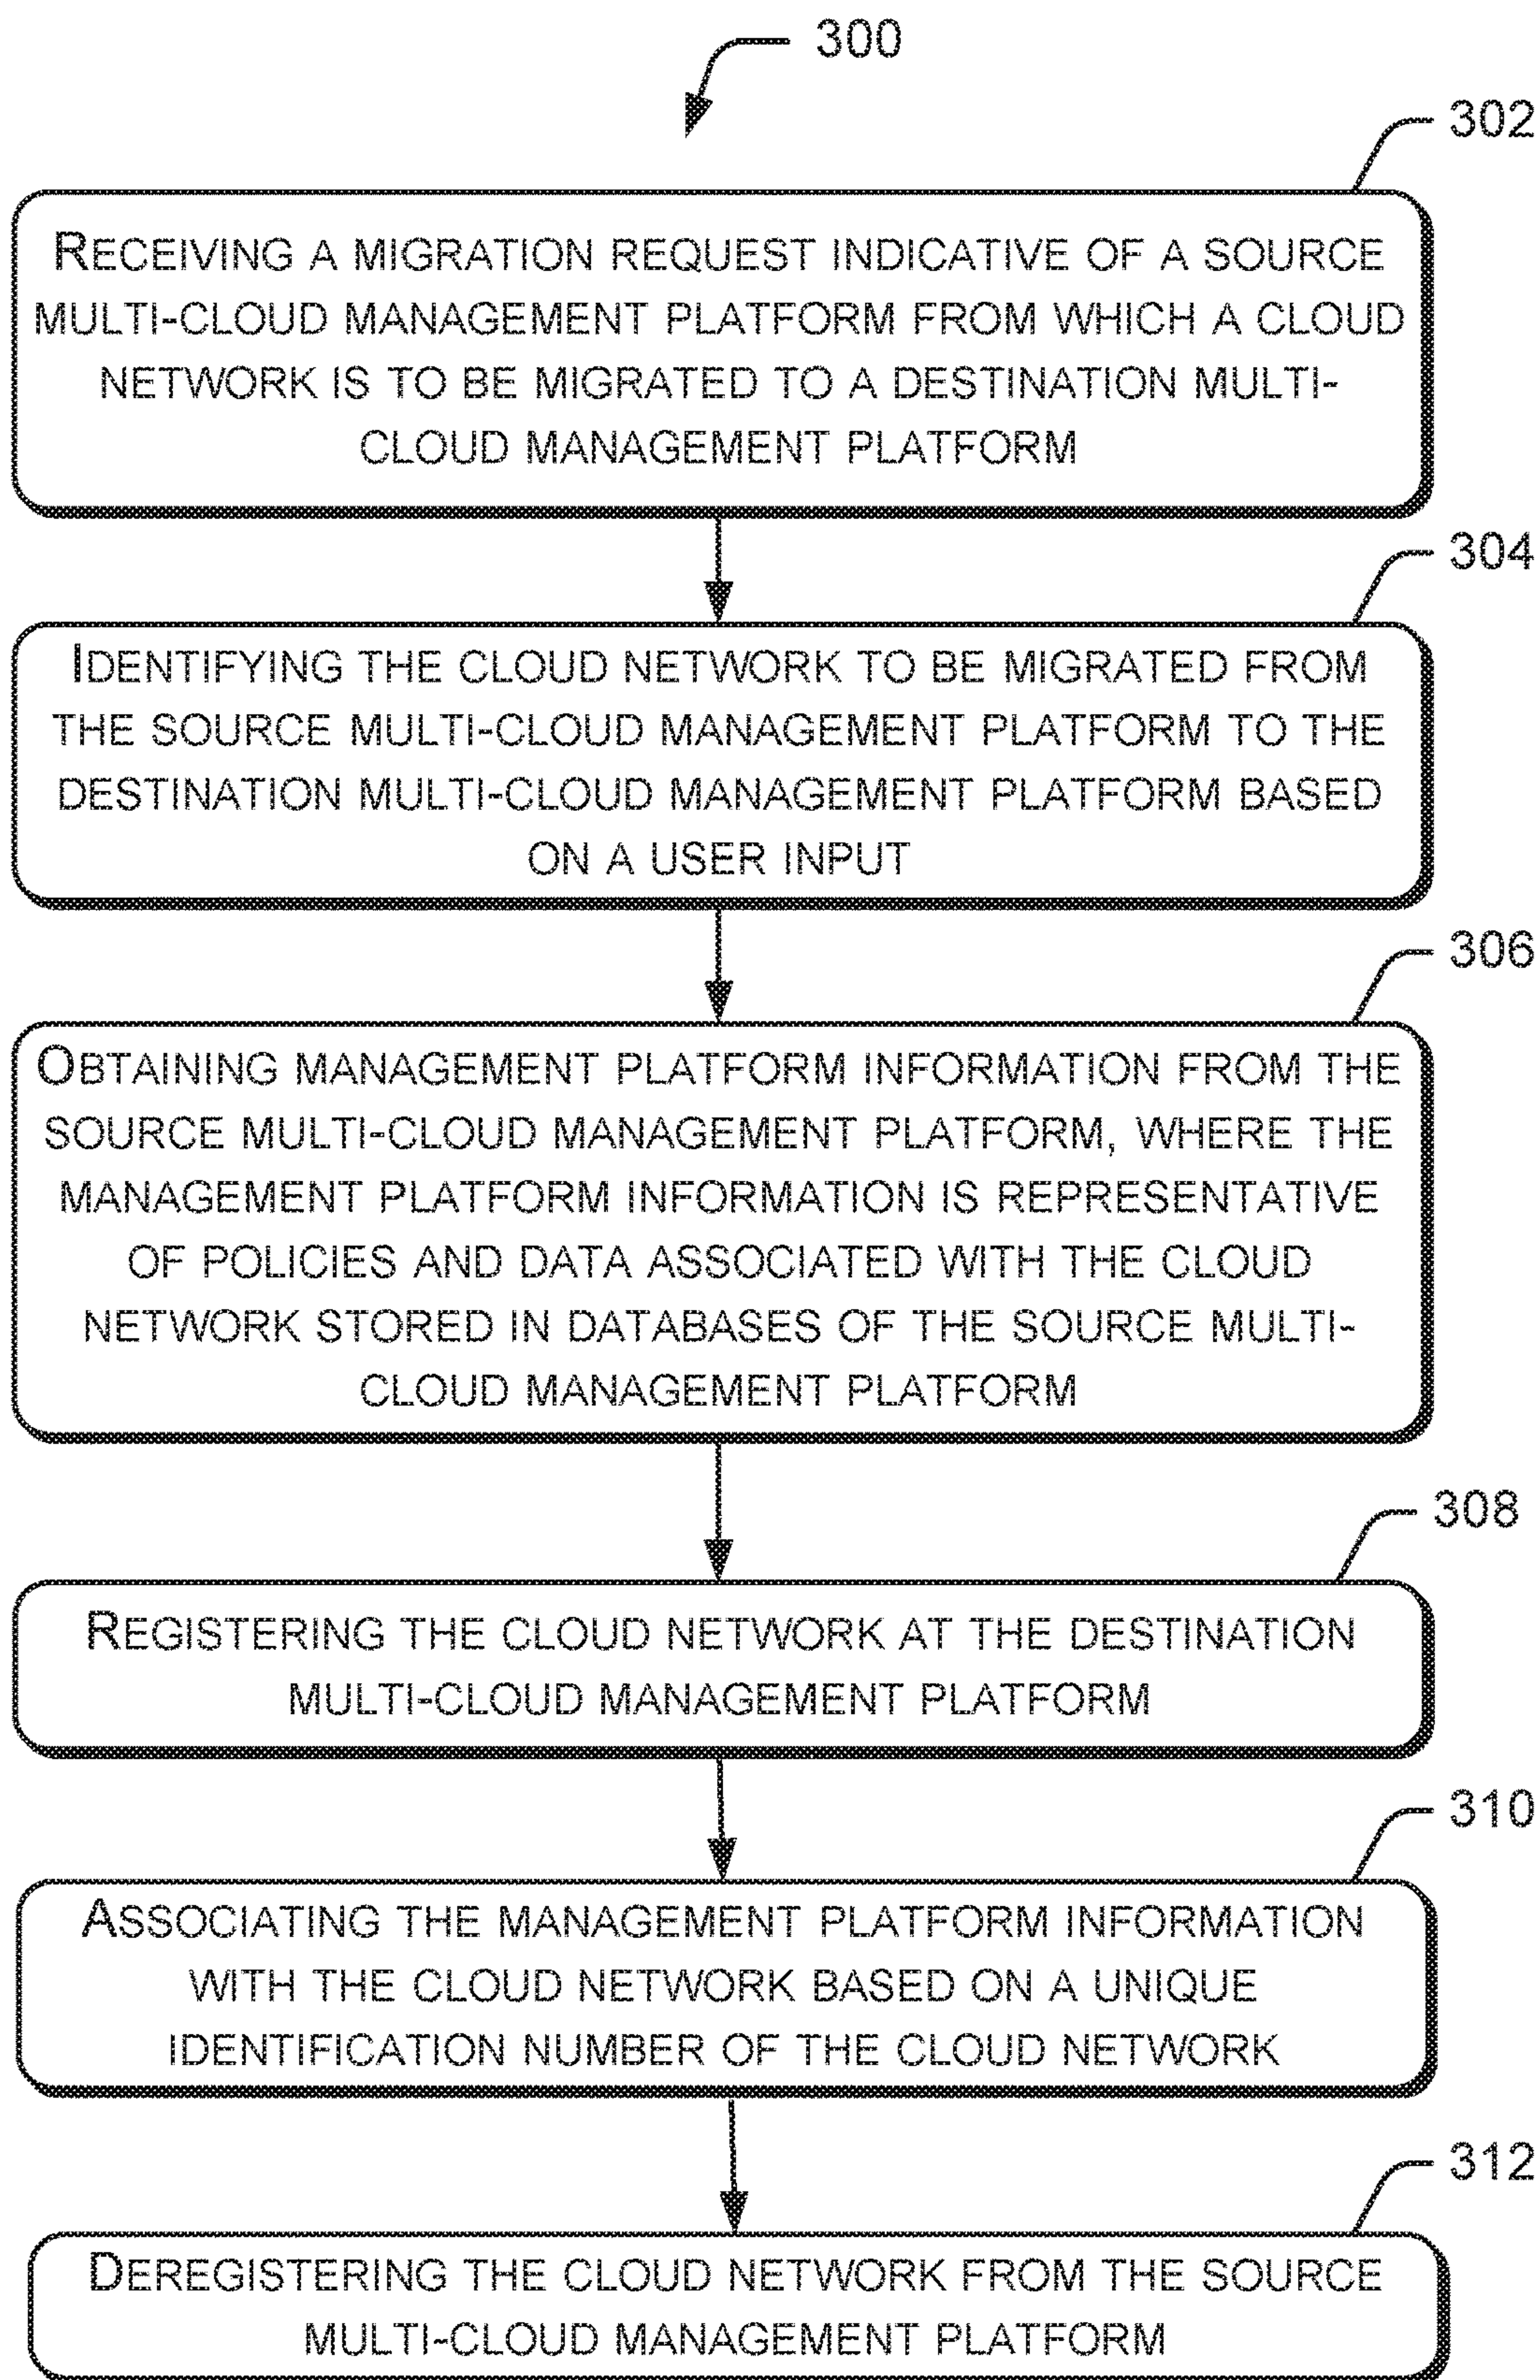 300
302
RECEIVING A MIGRATION REQUEST INDICATIVE OF A SOURCE
MULTI-CLOUD MANAGEMENT PLATFORM FROM WHICH A CLOUD
NETWORK IS TO BE MIGRATED TO A DESTINATION MULTI-
CLOUD MANAGEMENT PLATFORM
304
IDENTIFYING THE CLOUD NETWORK TO BE MIGRATED FROM
THE SOURCE MULTI-CLOUD MANAGEMENT PLATFORM TO THE
DESTINATION MULTI-CLOUD MANAGEMENT PLATFORM BASED
ON A USER INPUT
306
OBTAINING MANAGEMENT PLATFORM INFORMATION FROM THE
SOURCE MULTI-CLOUD MANAGEMENT PLATFORM, WHERE THE
MANAGEMENT PLATFORM INFORMATION IS REPRESENTATIVE
OF POLICIES AND DATA ASSOCIATED WITH THE CLOUD
NETWORK STORED IN DATABASES OF THE SOURCE MULTI-
CLOUD MANAGEMENT PLATFORM
308
REGISTERING THE CLOUD NETWORK AT THE DESTINATION
MULTI-CLOUD MANAGEMENT PLATFORM
310
ASSOCIATING THE MANAGEMENT PLATFORM INFORMATION
WITH THE CLOUD NETWORK BASED ON A UNIQUE
IDENTIFICATION NUMBER OF THE CLOUD NETWORK
312
DEREGISTERING THE CLOUD NETWORK FROM THE SOURCE
MULTI-CLOUD MANAGEMENT PLATFORM